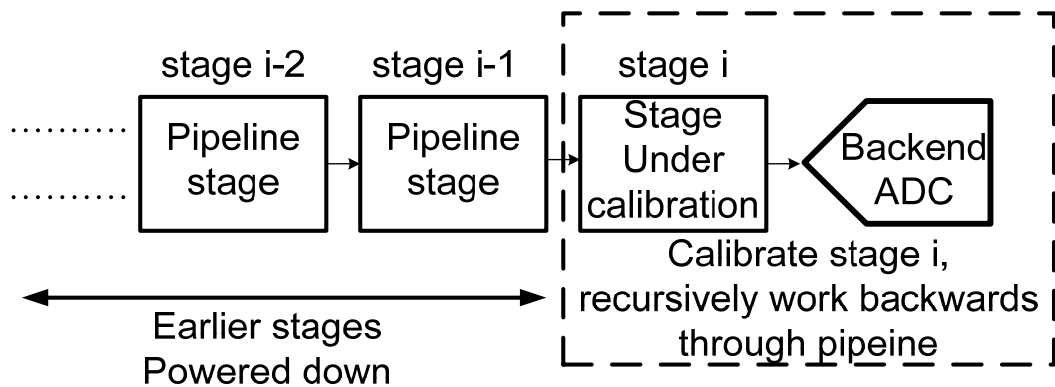 stage i-2
stage i-1
stage i
Pipeline
stage
Pipeline
stage
Stage
Under
calibration
Backend
ADC
Calibrate stage i,
recursively work backwards
through pipeine
Earlier stages
Powered down